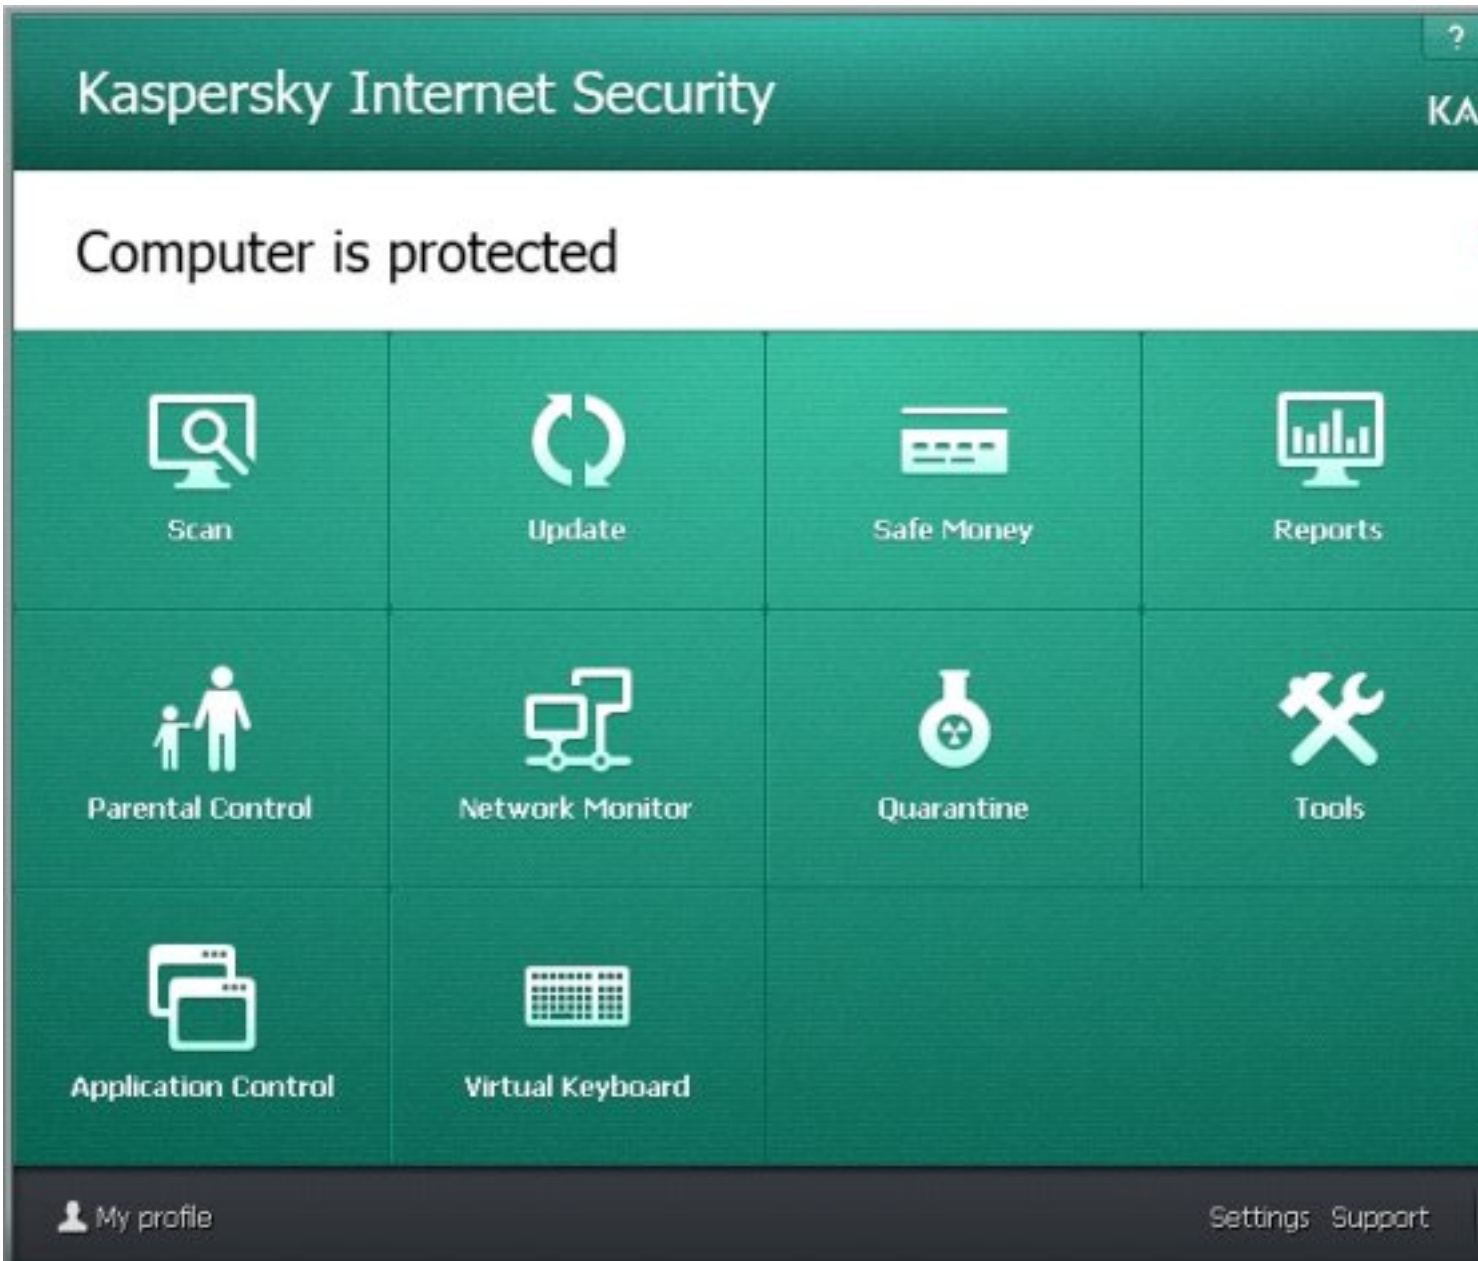 ?
Kaspersky Internet Security
KA
Computer is protected
Scan
Update
Safe Money
Reports
Parental Control
Network Monitor
Quarantine
Tools
Application Control
Virtual Keyboard
My profile
Settings Support